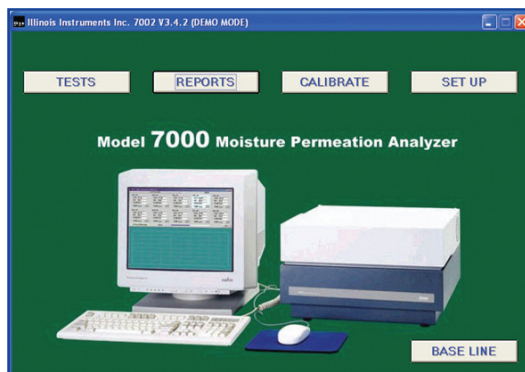 Illinois Instruments Inc. 7002 V3.4.2 (DEMO MODE)
TESTS REPORTS CALIBRATE SET UP
Model 7000 Moisture Permeation Analyzer
BASE LINE